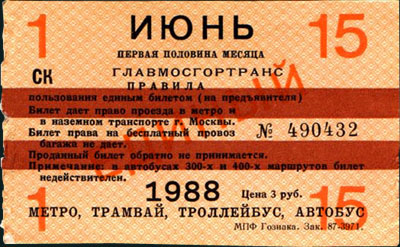 1 ИЮНЬ 15
ПЕРВАЯ ПОЛОВИНА МЕСЯЦА
СК ГЛАВМОСГОРТРАНС
ПРАВИЛА
пользования единым билетом (на предъявителя)
Билет дает право проезда в метро и
в наземном транспорте г. Москвы.
Билет права на бесплатный провоз
багажа не дает.
№ 490432
Проданный билет обратно не принимается.
Примечание: в автобусах 300-х и 400-х маршрутов билет
недействителен.
1 1988 Цена 3 руб. 15
МЕТРО, ТРАМВАЙ, ТРОЛЛЕЙБУС, АВТОБУС
МПФ Гознака. Зак. 87-3971.